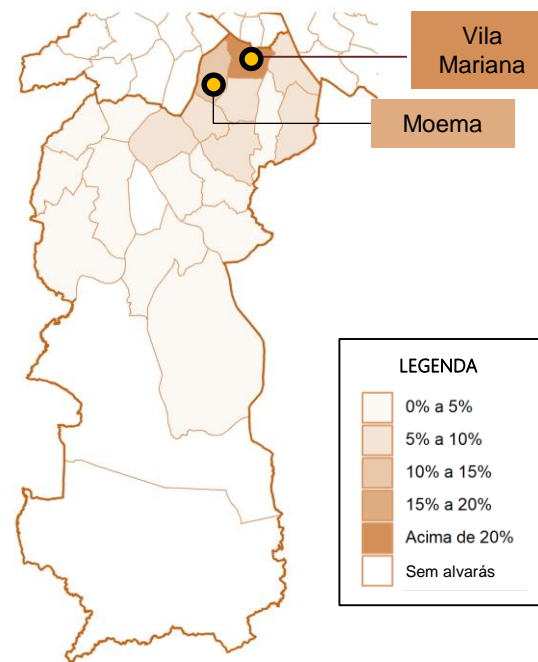 Vila
Mariana
Moema
LEGENDA
0% a 5%
5% a 10%
10% a 15%
15% a 20%
Acima de 20%
Sem alvarás